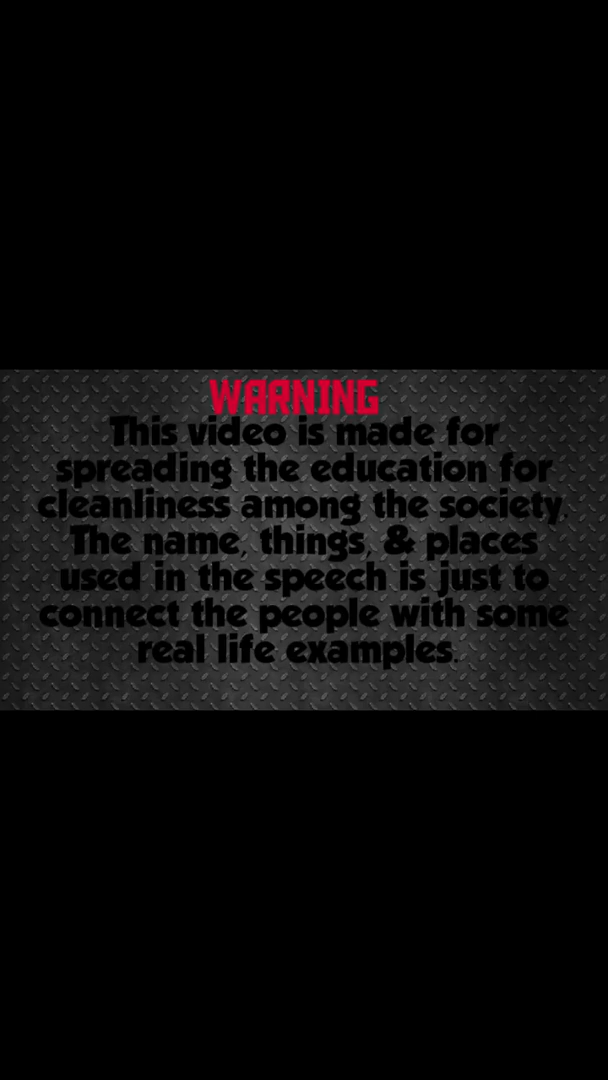 WARNING
This video is made for
spreading the education for
cleanliness among the society.
The name, things, & places
used in the speech is just to
connect the people with some
real life examples.